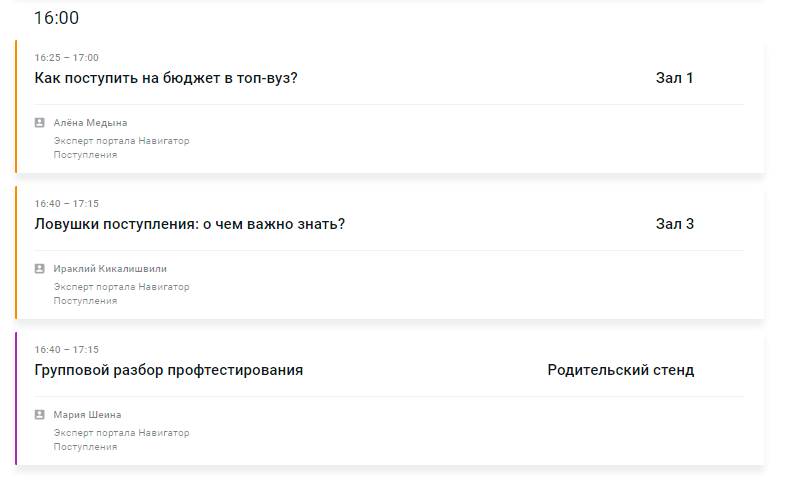 16:00
16:25 – 17:00
Как поступить на бюджет в топ-вуз?
Зал 1
Алёна Медына
Эксперт портала Навигатор
Поступления
16:40 – 17:15
Ловушки поступления: о чем важно знать?
Зал 3
Ираклий Кикалишвили
Эксперт портала Навигатор
Поступления
16:40 – 17:15
Групповой разбор профтестирования
Родительский стенд
Мария Шеина
Эксперт портала Навигатор
Поступления